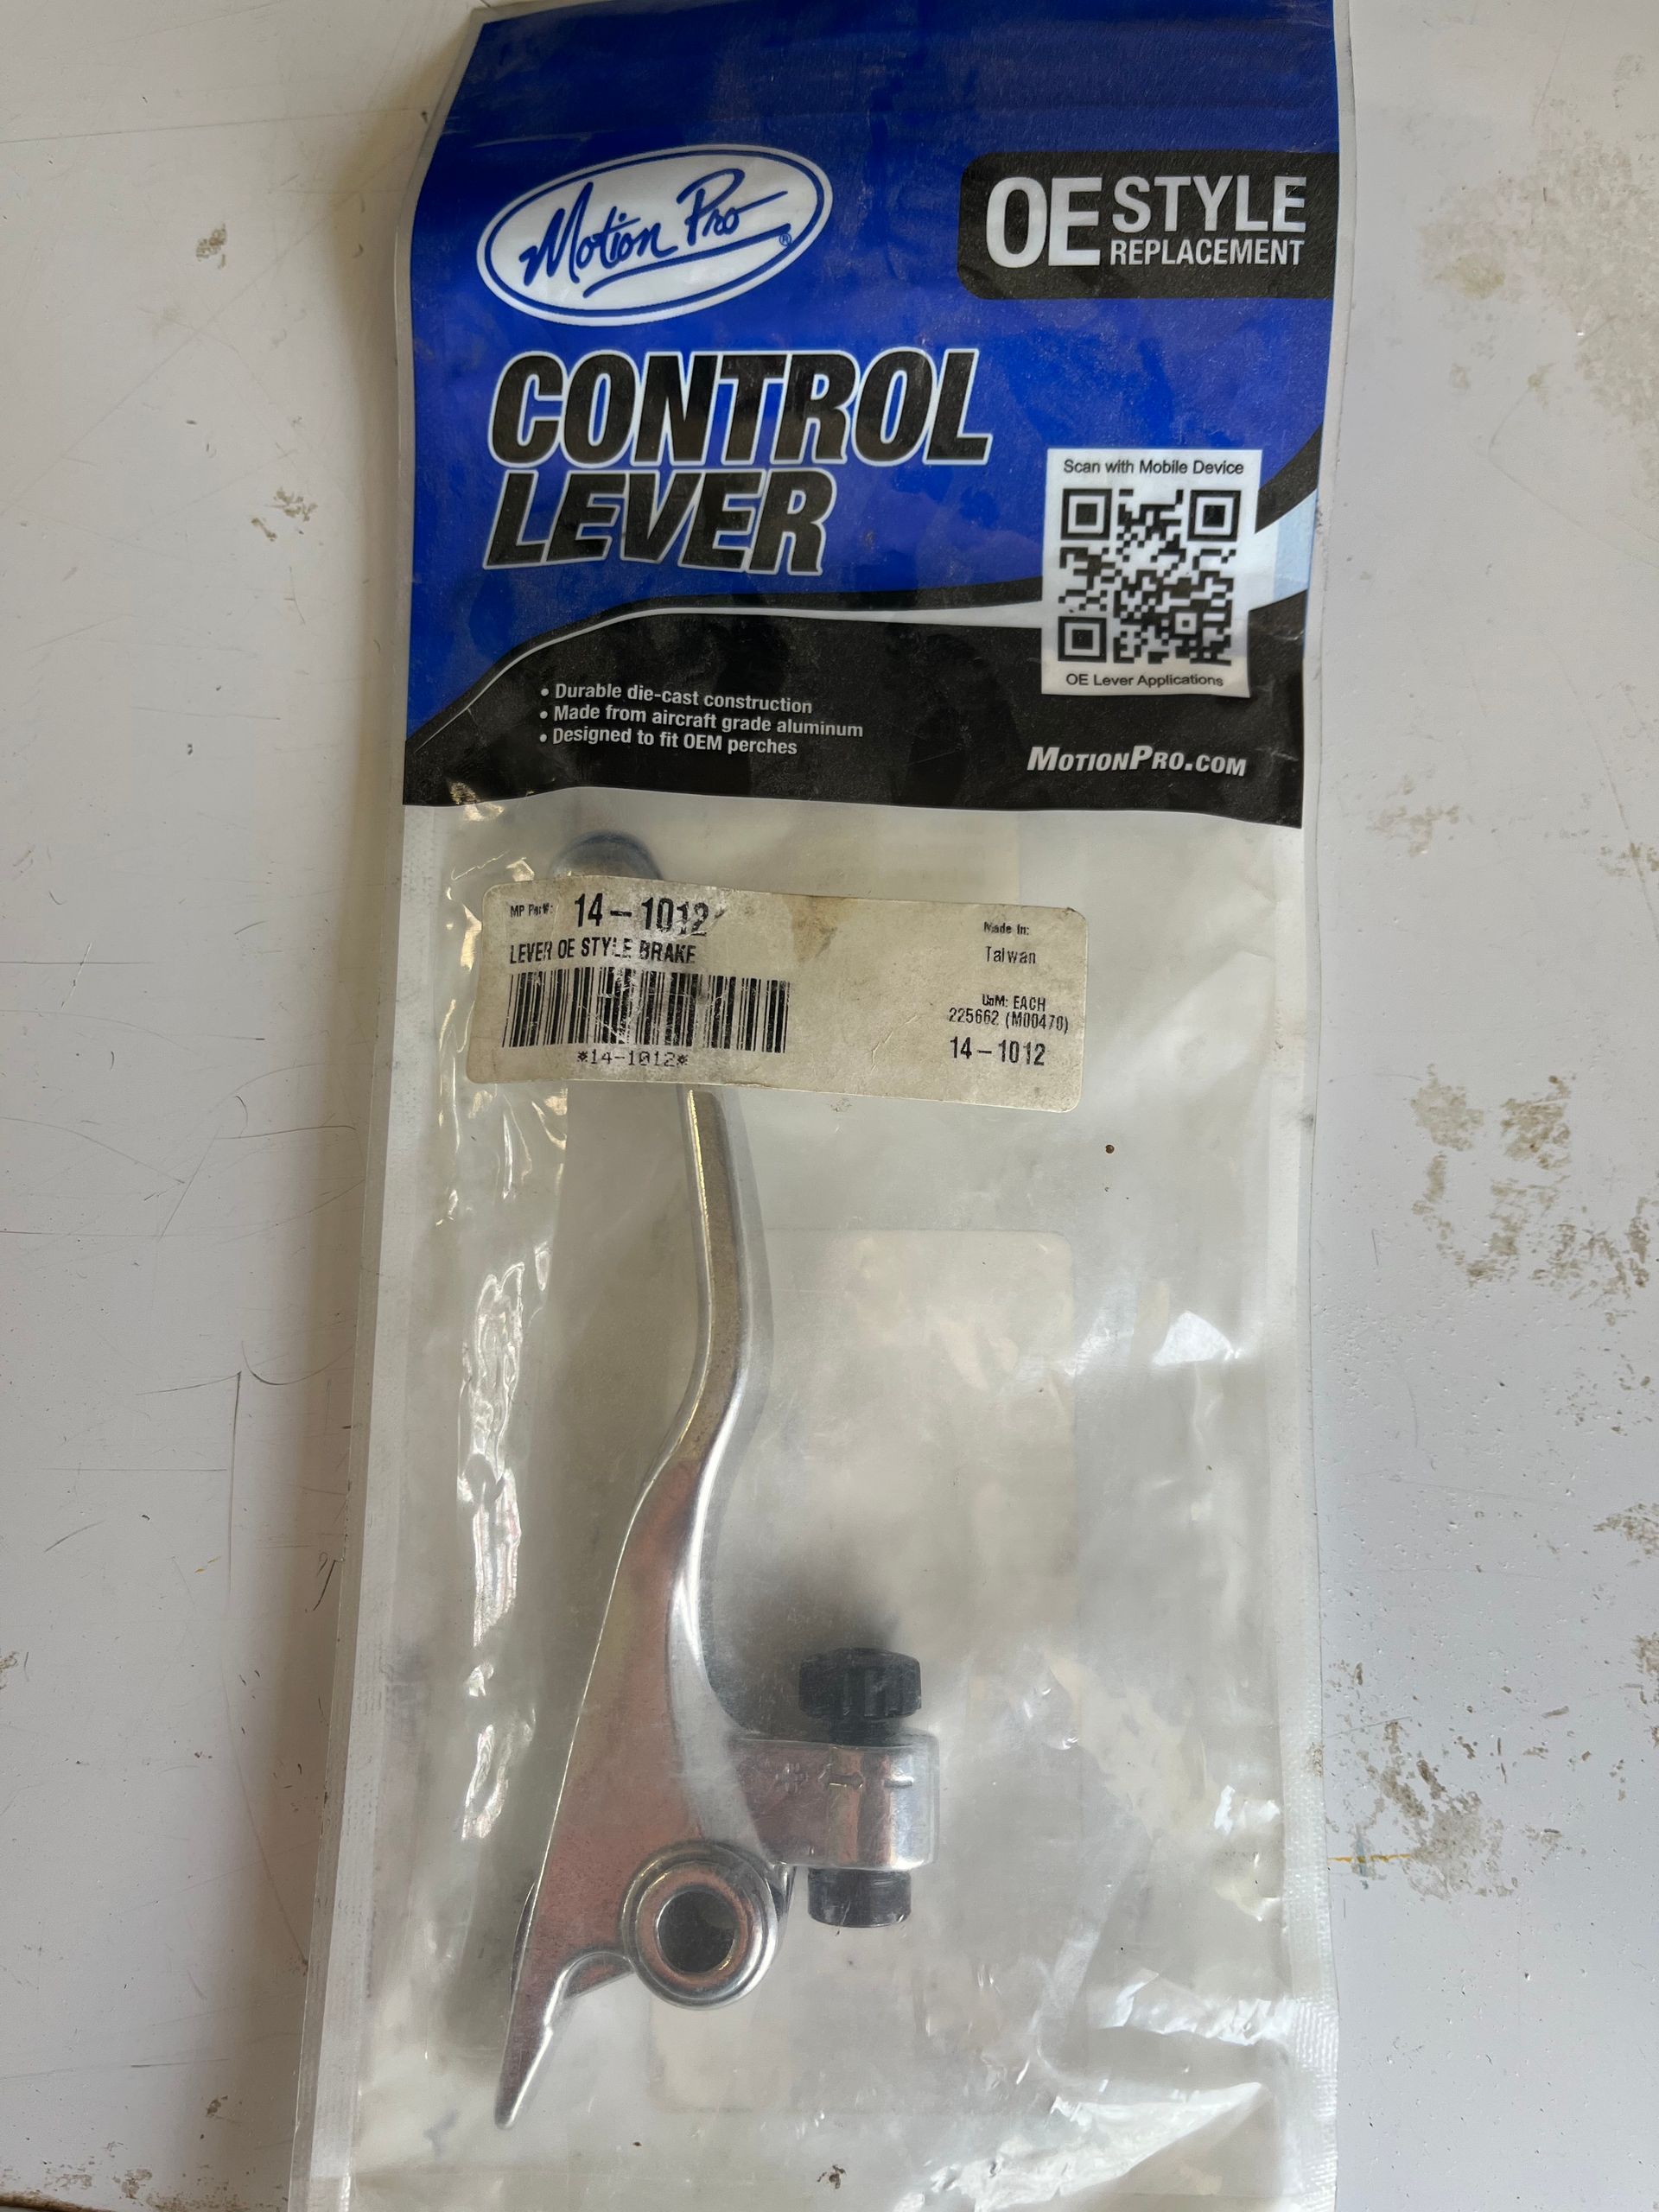 Motion Pro®
OE STYLE
REPLACEMENT
CONTROL
LEVER
Scan with Mobile Device
OE Lever Applications
• Durable die-cast construction
• Made from aircraft grade aluminum
• Designed to fit OEM perches
MOTIONPRO.COM
MP Part#: 14-1012
LEVER OE STYLE BRAKE
*14-1012*
Made In:
Taiwan
UoM: EACH
225662 (M00470)
14-1012